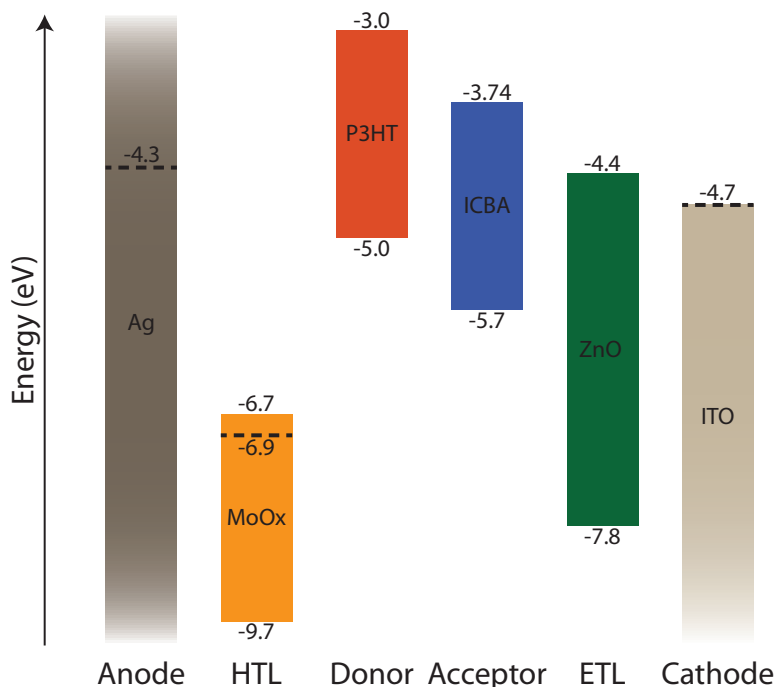 -3.0
-3.74
P3HT
-4.3
-4.4
-4.7
ICBA
-5.0
-5.7
Energy (eV)
Ag
ZnO
-6.7
ITO
-6.9
MoOx
-7.8
-9.7
Anode HTL Donor Acceptor ETL Cathode